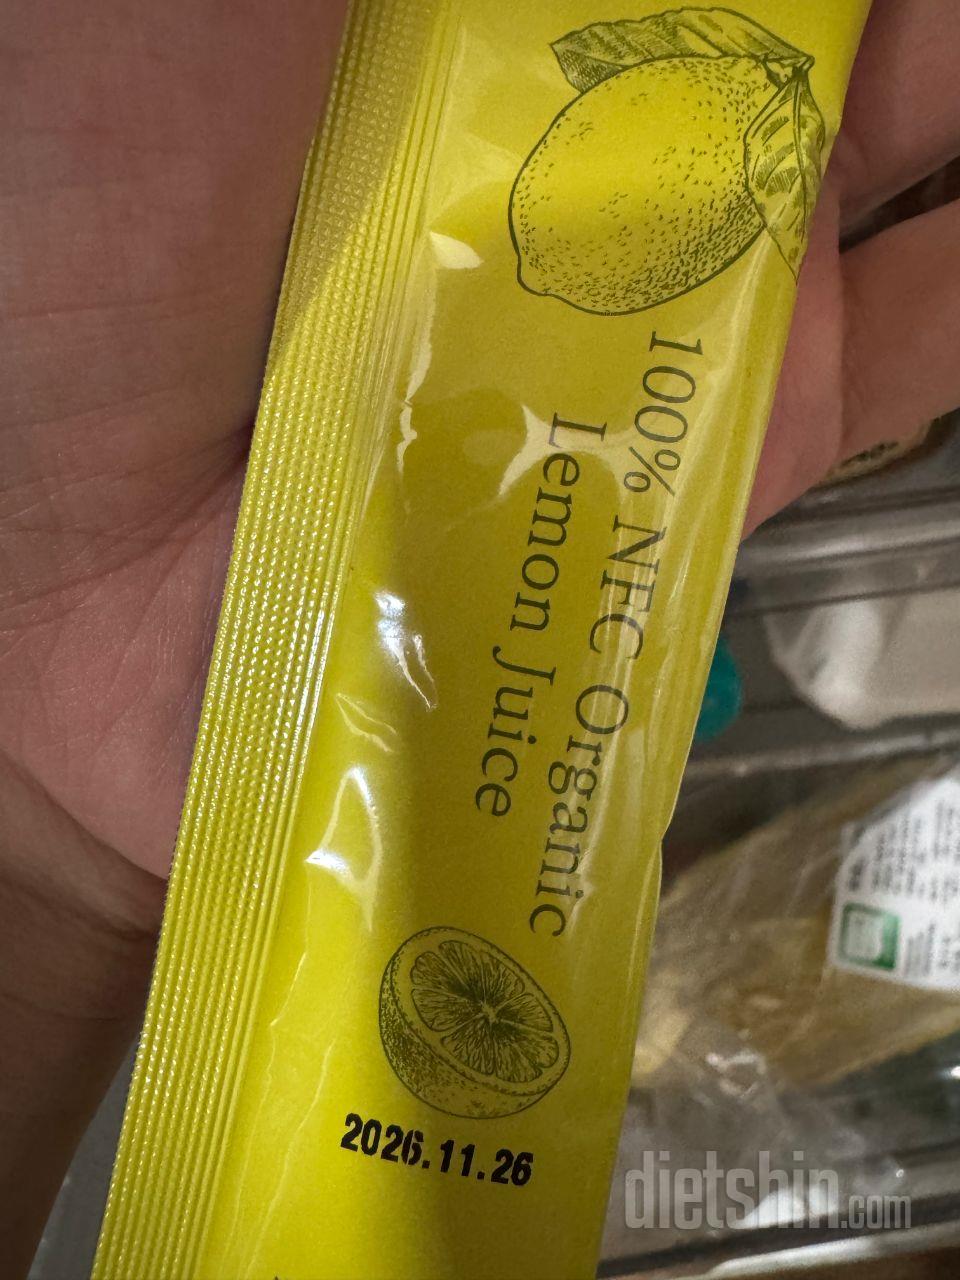 100% NFC Organic
Lemon Juice
2026.11.26
dietshin.com